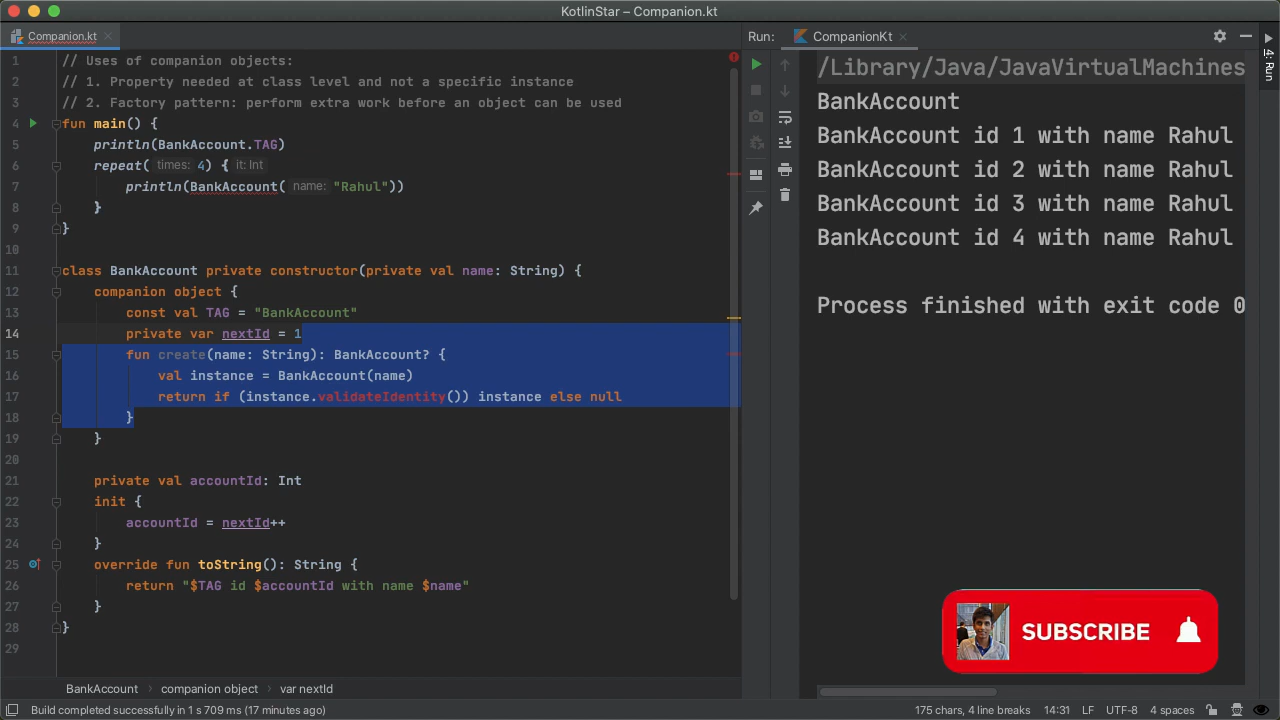 KotlinStar – Companion.kt
Companion.kt
Run: CompanionKt
1 // Uses of companion objects:
2 // 1. Property needed at class level and not a specific instance
3 // 2. Factory pattern: perform extra work before an object can be used
4 fun main() {
5 println(BankAccount.TAG)
6 repeat( times: 4) { it: Int
7 println(BankAccount( name: "Rahul"))
8 }
9 }
10
11 class BankAccount private constructor(private val name: String) {
12 companion object {
13 const val TAG = "BankAccount"
14 private var nextId = 1
15 fun create(name: String): BankAccount? {
16 val instance = BankAccount(name)
17 return if (instance.validateIdentity()) instance else null
18 }
19 }
20
21 private val accountId: Int
22 init {
23 accountId = nextId++
24 }
25 override fun toString(): String {
26 return "$TAG id $accountId with name $name"
27 }
28 }
29
/Library/Java/JavaVirtualMachines
BankAccount
BankAccount id 1 with name Rahul
BankAccount id 2 with name Rahul
BankAccount id 3 with name Rahul
BankAccount id 4 with name Rahul
Process finished with exit code 0
4: Run
SUBSCRIBE
BankAccount companion object var nextId
Build completed successfully in 1 s 709 ms (17 minutes ago)
175 chars, 4 line breaks 14:31 LF UTF-8 4 spaces